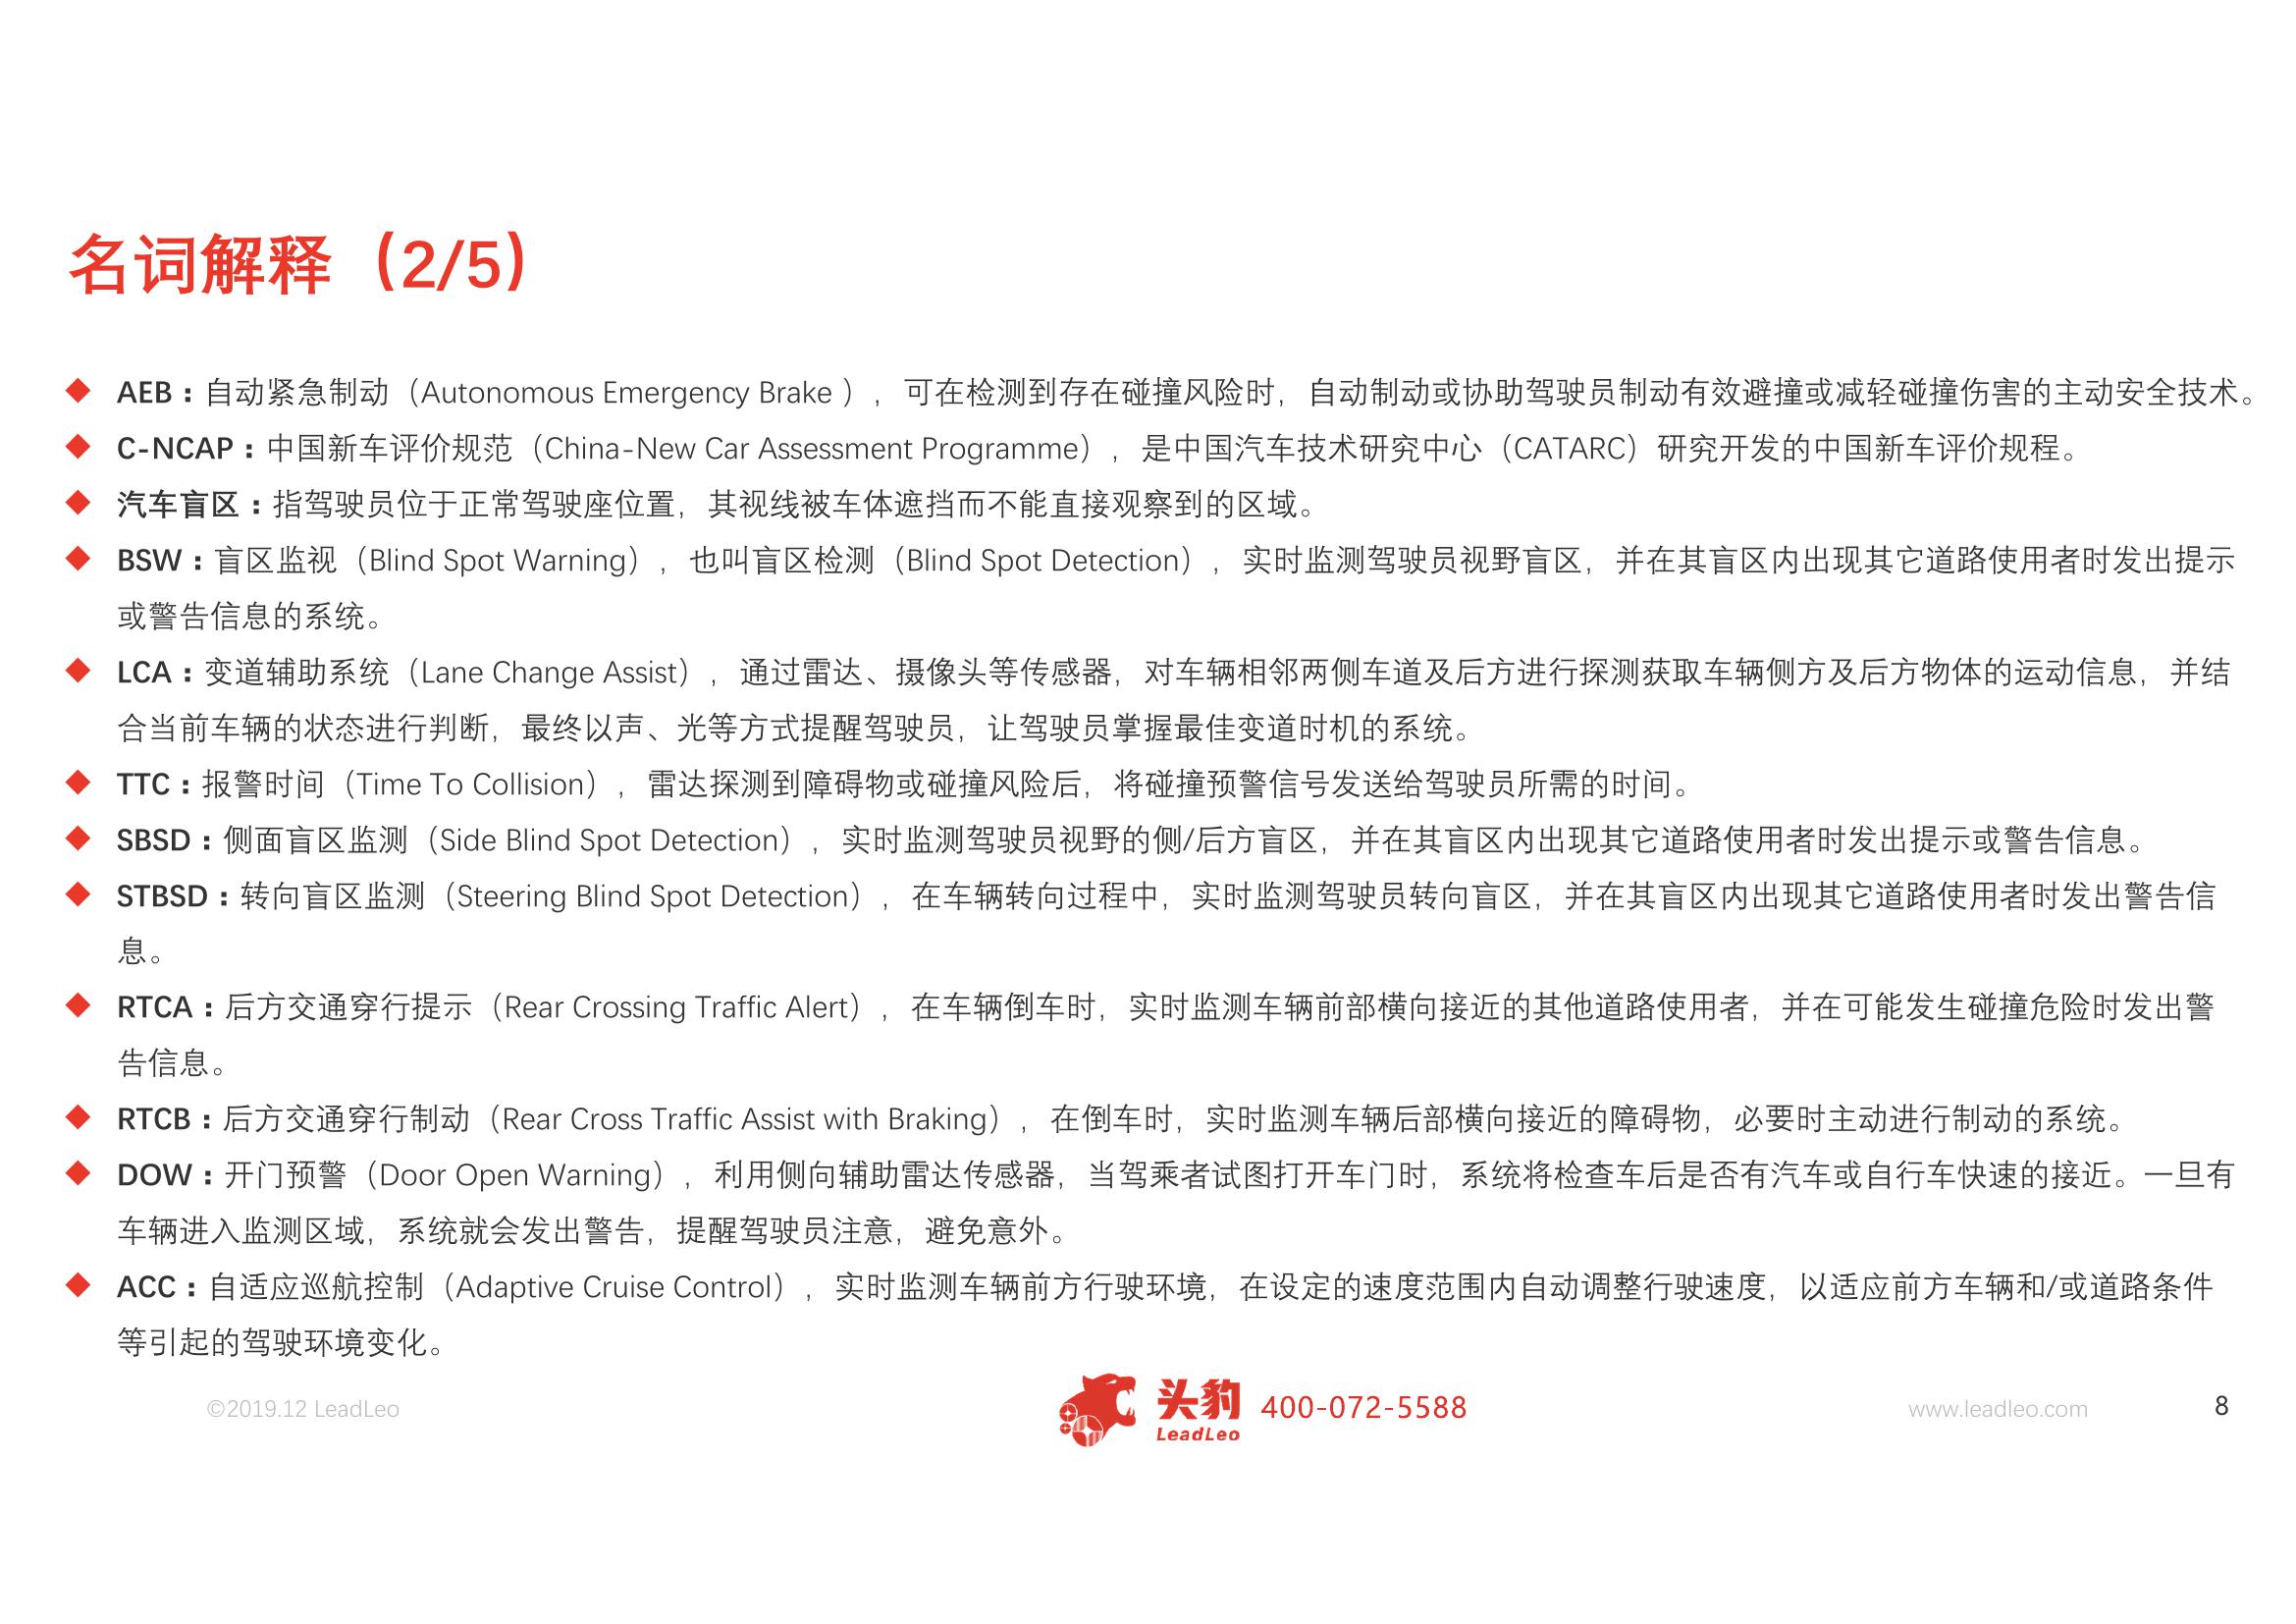 名词解释（2/5）
AEB：自动紧急制动（Autonomous Emergency Brake ），可在检测到存在碰撞风险时，自动制动或协助驾驶员制动有效避撞或减轻碰撞伤害的主动安全技术。
C-NCAP：中国新车评价规范（China-New Car Assessment Programme），是中国汽车技术研究中心（CATARC）研究开发的中国新车评价规程。
汽车盲区：指驾驶员位于正常驾驶座位置，其视线被车体遮挡而不能直接观察到的区域。
BSW：盲区监视（Blind Spot Warning），也叫盲区检测（Blind Spot Detection），实时监测驾驶员视野盲区，并在其盲区内出现其它道路使用者时发出提示
或警告信息的系统。
LCA：变道辅助系统（Lane Change Assist），通过雷达、摄像头等传感器，对车辆相邻两侧车道及后方进行探测获取车辆侧方及后方物体的运动信息，并结
合当前车辆的状态进行判断，最终以声、光等方式提醒驾驶员，让驾驶员掌握最佳变道时机的系统。
TTC：报警时间（Time To Collision），雷达探测到障碍物或碰撞风险后，将碰撞预警信号发送给驾驶员所需的时间。
SBSD：侧面盲区监测（Side Blind Spot Detection），实时监测驾驶员视野的侧/后方盲区，并在其盲区内出现其它道路使用者时发出提示或警告信息。
STBSD：转向盲区监测（Steering Blind Spot Detection），在车辆转向过程中，实时监测驾驶员转向盲区，并在其盲区内出现其它道路使用者时发出警告信
息。
RTCA：后方交通穿行提示（Rear Crossing Traffic Alert），在车辆倒车时，实时监测车辆前部横向接近的其他道路使用者，并在可能发生碰撞危险时发出警
告信息。
RTCB：后方交通穿行制动（Rear Cross Traffic Assist with Braking），在倒车时，实时监测车辆后部横向接近的障碍物，必要时主动进行制动的系统。
DOW：开门预警（Door Open Warning），利用侧向辅助雷达传感器，当驾乘者试图打开车门时，系统将检查车后是否有汽车或自行车快速的接近。一旦有
车辆进入监测区域，系统就会发出警告，提醒驾驶员注意，避免意外。
ACC：自适应巡航控制（Adaptive Cruise Control），实时监测车辆前方行驶环境，在设定的速度范围内自动调整行驶速度，以适应前方车辆和/或道路条件
等引起的驾驶环境变化。
©2019.12 LeadLeo
头豹
LeadLeo
400-072-5588
www.leadleo.com
8